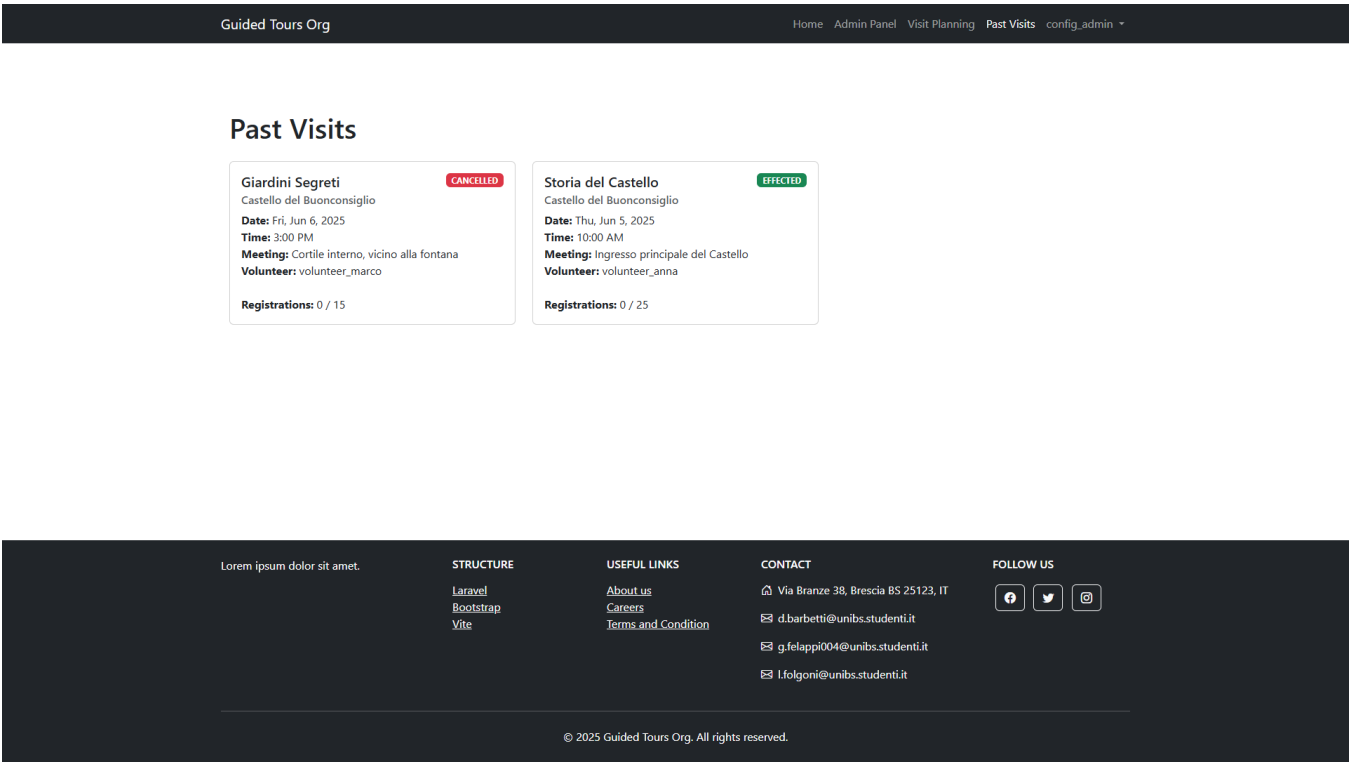 Guided Tours Org
Home Admin Panel Visit Planning Past Visits config_admin
Past Visits
Giardini Segreti CANCELLED
Castello del Buonconsiglio
Date: Fri, Jun 6, 2025
Time: 3:00 PM
Meeting: Cortile interno, vicino alla fontana
Volunteer: volunteer_marco
Registrations: 0 / 15
Storia del Castello EFFECTED
Castello del Buonconsiglio
Date: Thu, Jun 5, 2025
Time: 10:00 AM
Meeting: Ingresso principale del Castello
Volunteer: volunteer_anna
Registrations: 0 / 25
Lorem ipsum dolor sit amet.
STRUCTURE
Laravel
Bootstrap
Vite
USEFUL LINKS
About us
Careers
Terms and Condition
CONTACT
Via Branze 38, Brescia BS 25123, IT
d.barbetti@unibs.studenti.it
g.felappi004@unibs.studenti.it
l.folgoni@unibs.studenti.it
FOLLOW US
© 2025 Guided Tours Org. All rights reserved.